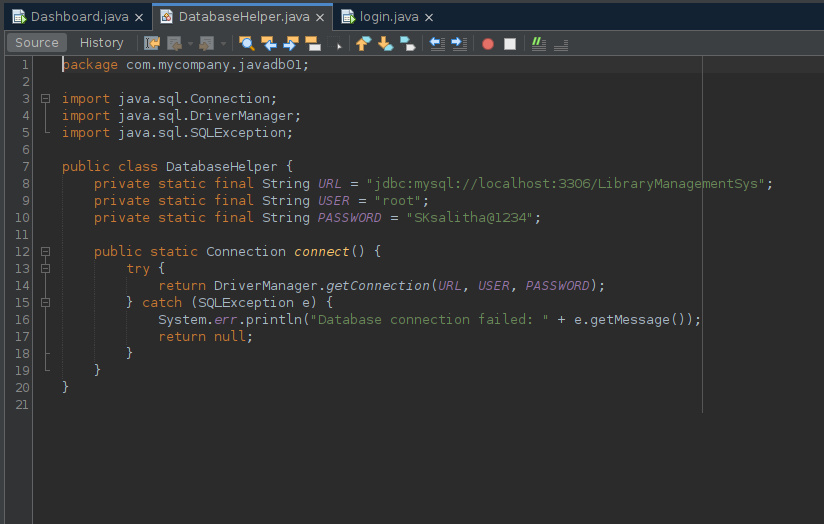 Dashboard.java × DatabaseHelper.java × login.java ×
Source History
1 package com.mycompany.javadb01;
2
3 import java.sql.Connection;
4 import java.sql.DriverManager;
5 import java.sql.SQLException;
6
7 public class DatabaseHelper {
8 private static final String URL = "jdbc:mysql://localhost:3306/LibraryManagementSys";
9 private static final String USER = "root";
10 private static final String PASSWORD = "SKsalitha@1234";
11
12 public static Connection connect() {
13 try {
14 return DriverManager.getConnection(URL, USER, PASSWORD);
15 } catch (SQLException e) {
16 System.err.println("Database connection failed: " + e.getMessage());
17 return null;
18 }
19 }
20 }
21